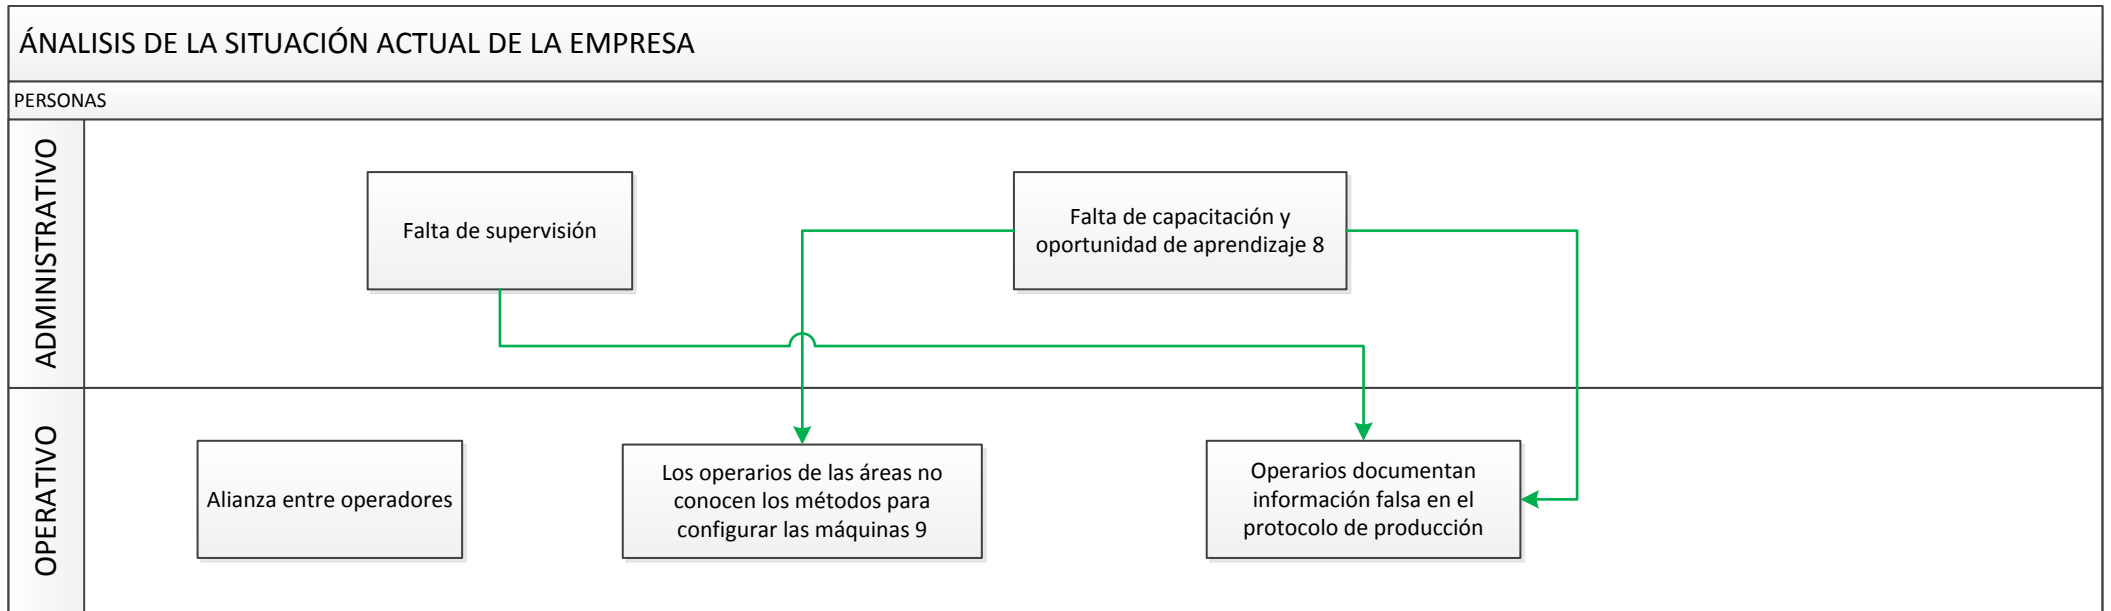 ÁNALISIS DE LA SITUACIÓN ACTUAL DE LA EMPRESA
PERSONAS
ADMINISTRATIVO
Falta de supervisión
Falta de capacitación y
oportunidad de aprendizaje 8
OPERATIVO
Alianza entre operadores
Los operarios de las áreas no
conocen los métodos para
configurar las máquinas 9
Operarios documentan
información falsa en el
protocolo de producción